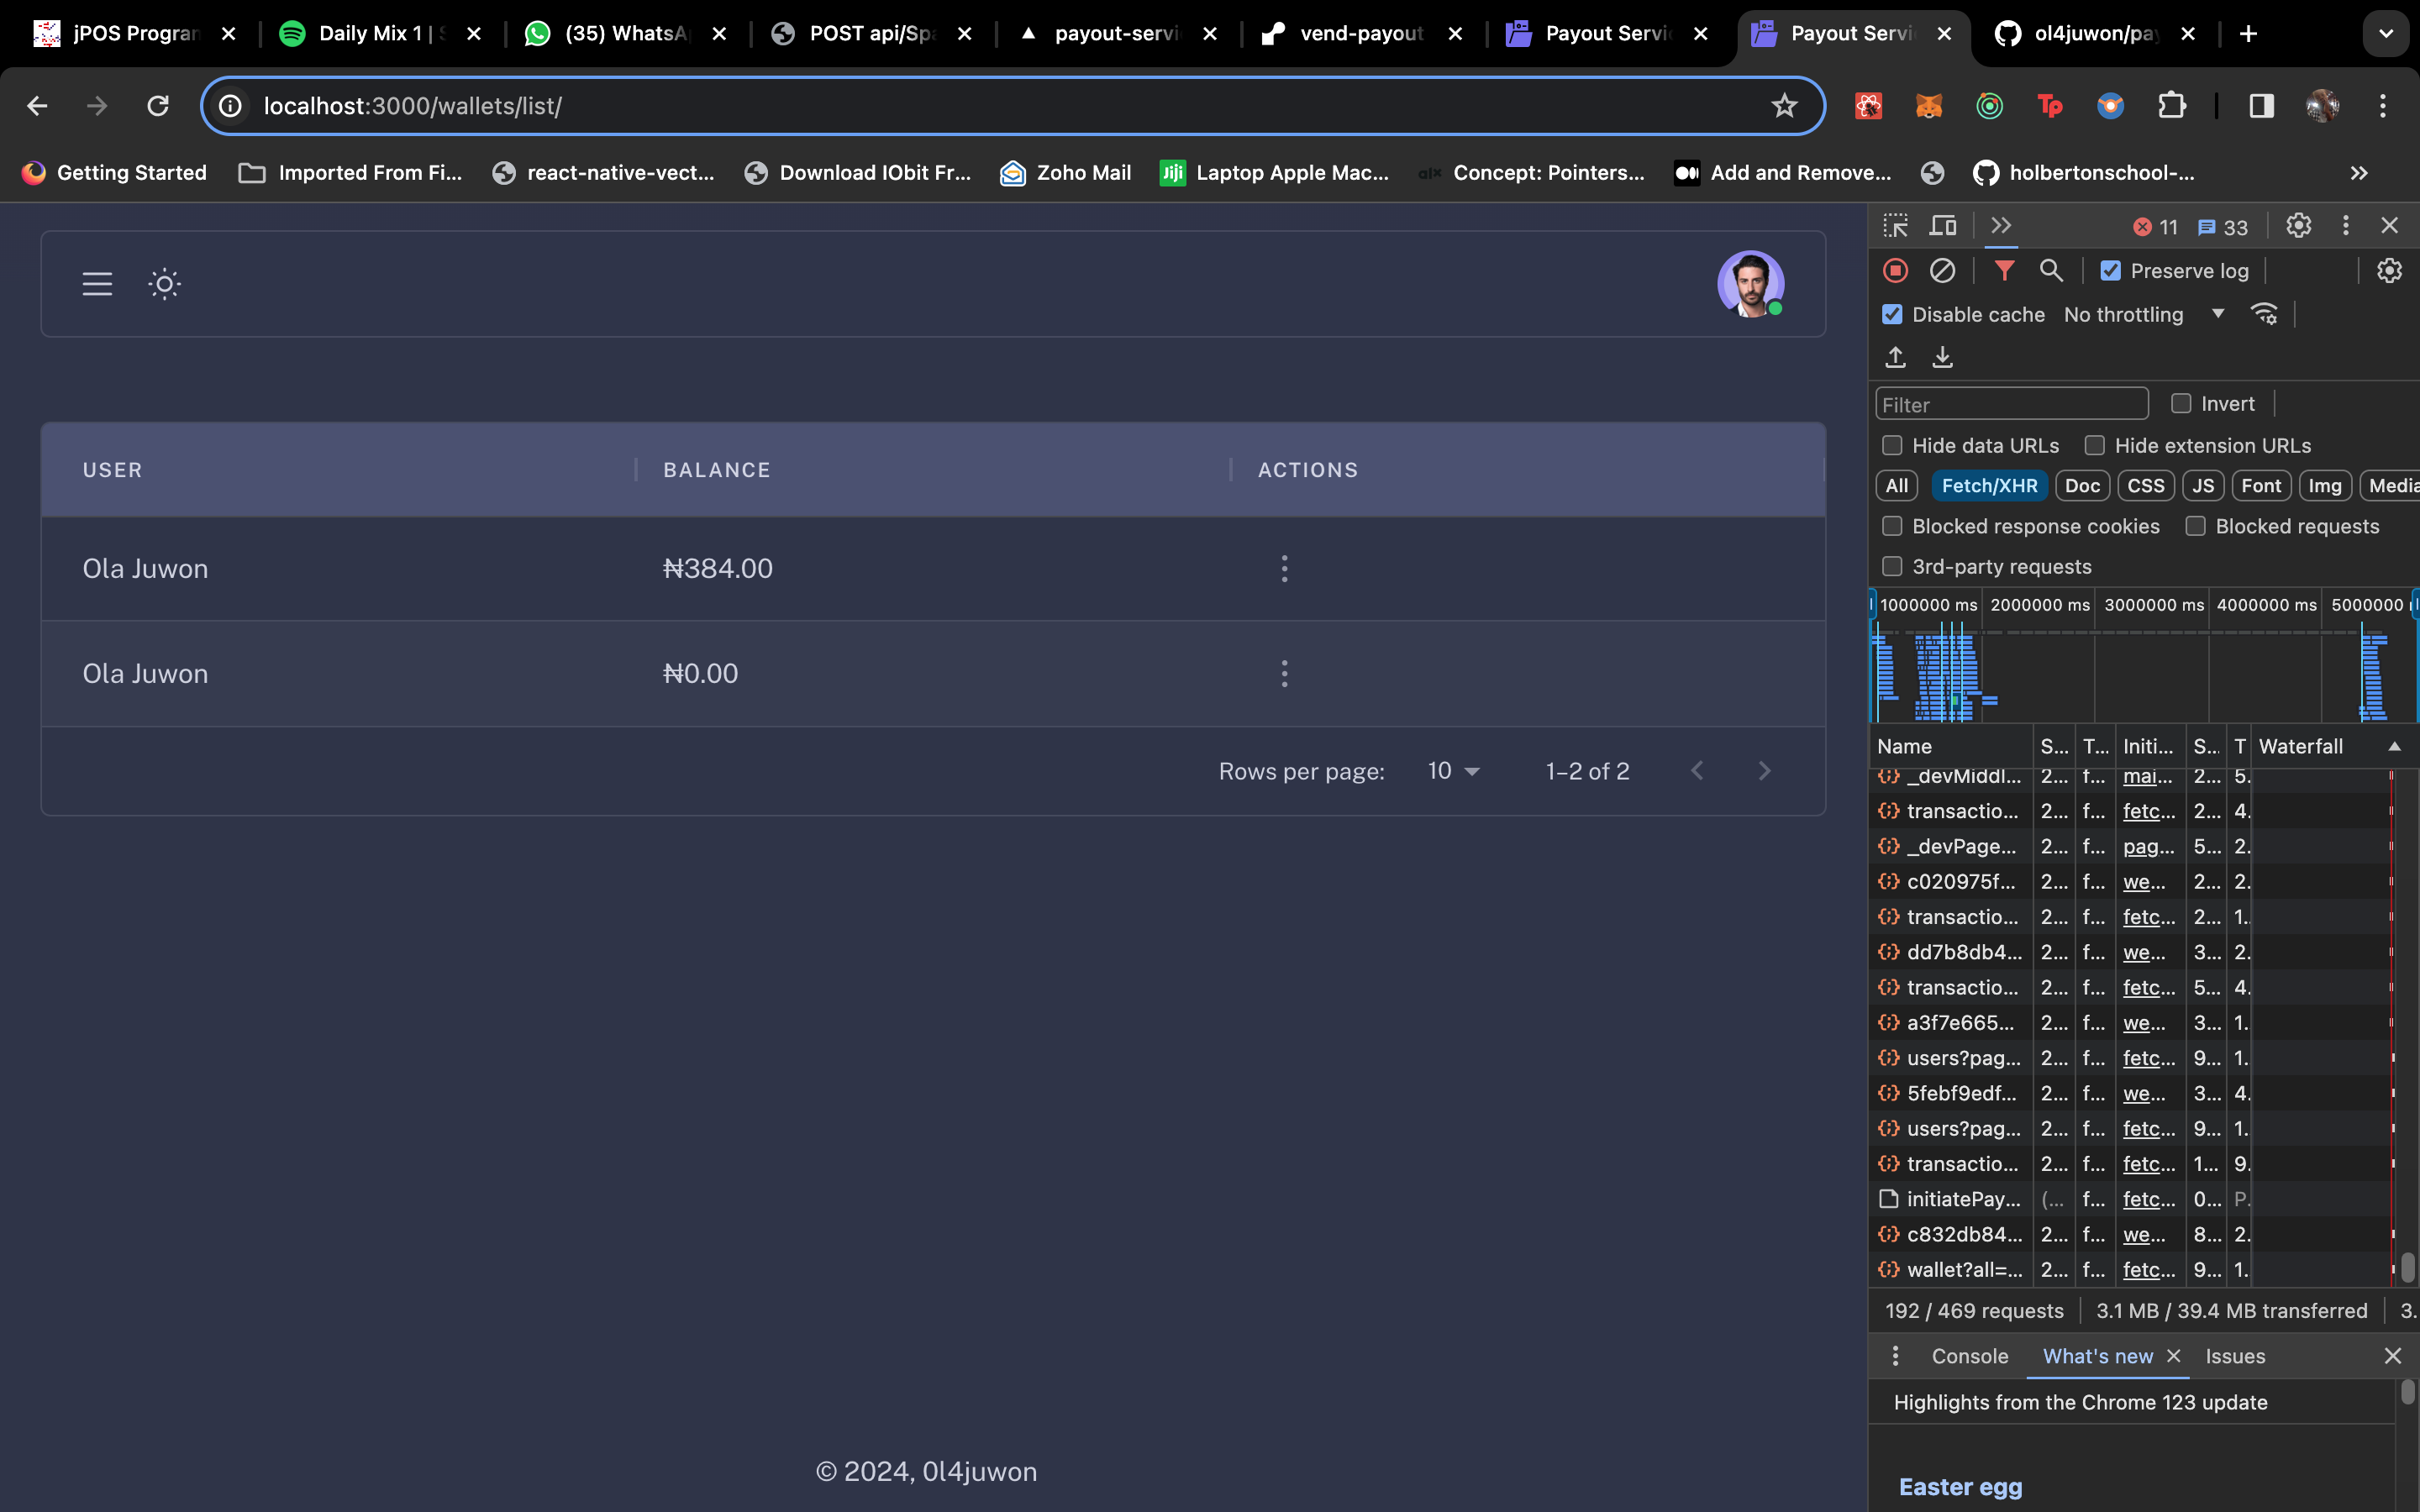 jPOS Progran
Daily Mix 1 | S
(35) WhatsA
POST api/Spa
payout-servi
vend-payout
Payout Servi
Payout Servi
ol4juwon/pay
localhost:3000/wallets/list/
Getting Started
Imported From Fi...
react-native-vect...
Download IObit Fr...
Zoho Mail
Jiji
Laptop Apple Mac...
alx
Concept: Pointers...
Add and Remove...
holbertonschool-...
Tp
11
33
Preserve log
Disable cache
No throttling
Filter
Invert
Hide data URLs
Hide extension URLs
All
Fetch/XHR
Doc
CSS
JS
Font
Img
Media
Blocked response cookies
Blocked requests
3rd-party requests
1000000 ms
2000000 ms
3000000 ms
4000000 ms
5000000
USER BALANCE ACTIONS
Ola Juwon ₦384.00
Ola Juwon ₦0.00
Rows per page: 10 1–2 of 2
© 2024, 0l4juwon
Name S... T... Initi... S... T Waterfall
_devMiddl... 2... f... mai... 2... 5.
transactio... 2... f... fetc... 2... 4.
_devPage... 2... f... pag... 5... 2.
c020975f... 2... f... we... 2... 2.
transactio... 2... f... fetc... 2... 1.
dd7b8db4... 2... f... we... 3... 2.
transactio... 2... f... fetc... 5... 4.
a3f7e665... 2... f... we... 3... 1.
users?pag... 2... f... fetc... 9... 1.
5febf9edf... 2... f... we... 3... 4.
users?pag... 2... f... fetc... 9... 1.
transactio... 2... f... fetc... 1... 9.
initiatePay... (... f... fetc... 0... P.
c832db84... 2... f... we... 8... 2.
wallet?all=... 2... f... fetc... 9... 1.
192 / 469 requests
3.1 MB / 39.4 MB transferred
3.
Console
What's new
Issues
Highlights from the Chrome 123 update
Easter egg